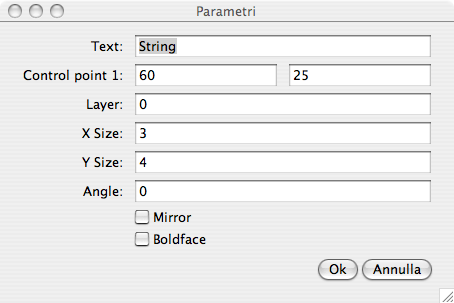 Parametri
Text: String
Control point 1: 60 25
Layer: 0
X Size: 3
Y Size: 4
Angle: 0
Mirror
Boldface
Ok Annulla